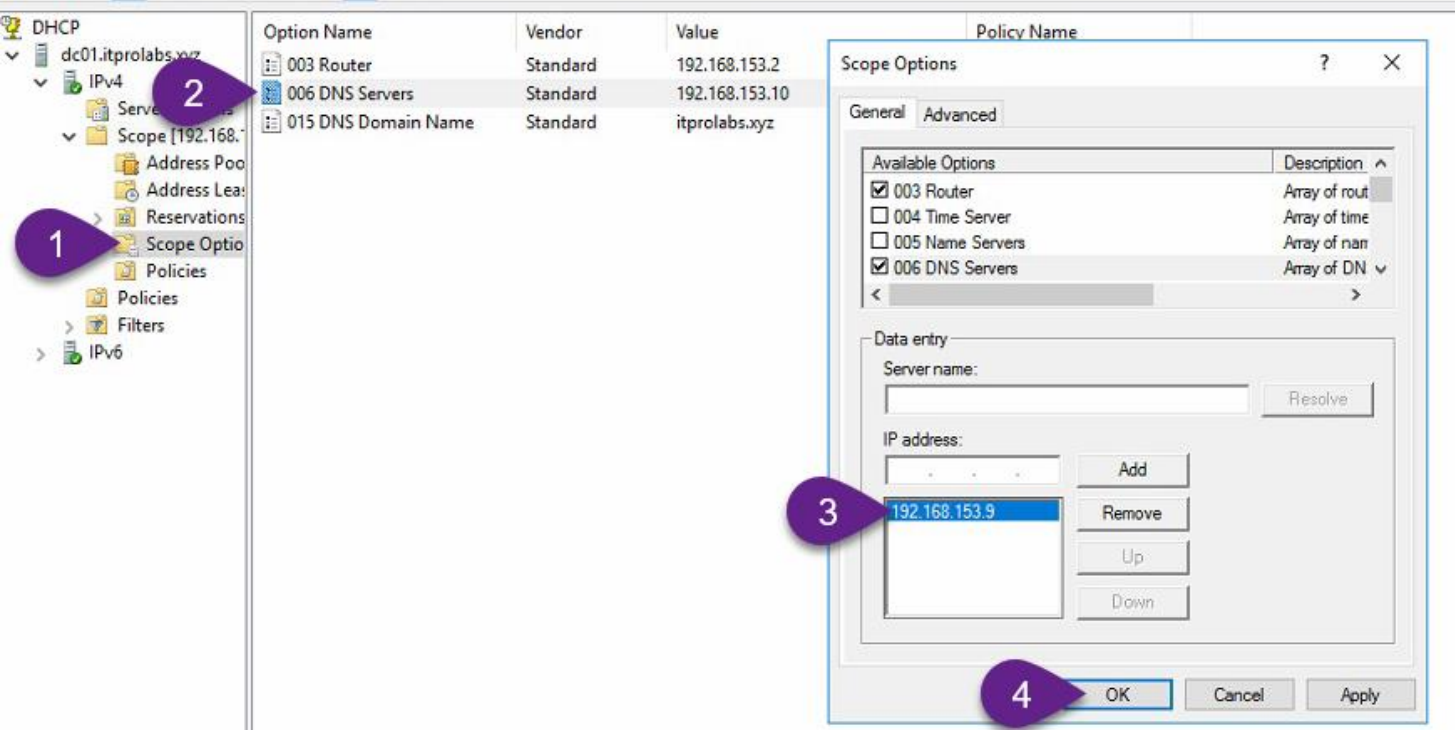 DHCP
dc01.itprolabs.xyz
IPv4
Scope [192.168.
Address Poo
Address Leas
Reservations
Scope Optio
Policies
Policies
Filters
IPv6
1
2
Option Name Vendor Value Policy Name
003 Router Standard 192.168.153.2
006 DNS Servers Standard 192.168.153.10
015 DNS Domain Name Standard itprolabs.xyz
Scope Options ? ×
General Advanced
Available Options Description
003 Router Array of rout
004 Time Server Array of time
005 Name Servers Array of nam
006 DNS Servers Array of DN
Data entry
Server name:
Resolve
IP address:
. . . Add
3 192.168.153.9 Remove
Up
Down
4 OK Cancel Apply